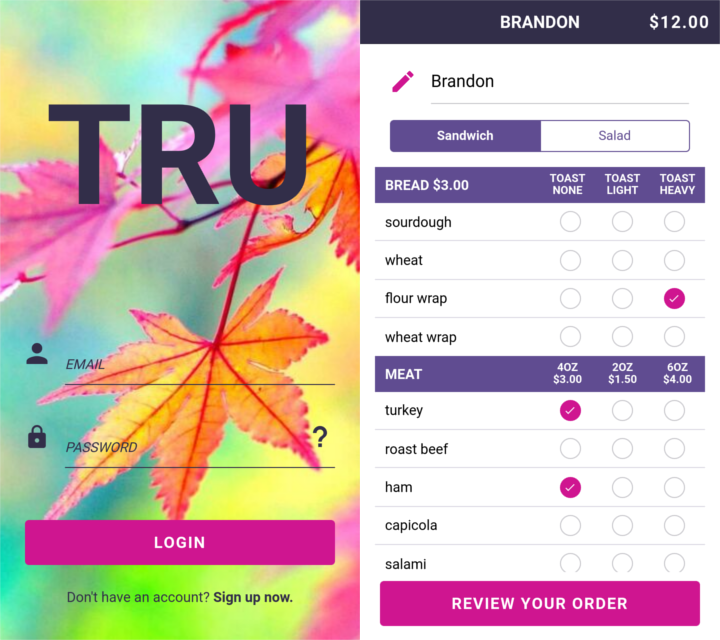 TRU
EMAIL
PASSWORD
?
LOGIN
Don't have an account? Sign up now.
BRANDON $12.00
Brandon
Sandwich Salad
BREAD $3.00 TOAST NONE TOAST LIGHT TOAST HEAVY
sourdough
wheat
flour wrap
wheat wrap
MEAT 4OZ $3.00 2OZ $1.50 6OZ $4.00
turkey
roast beef
ham
capicola
salami
REVIEW YOUR ORDER